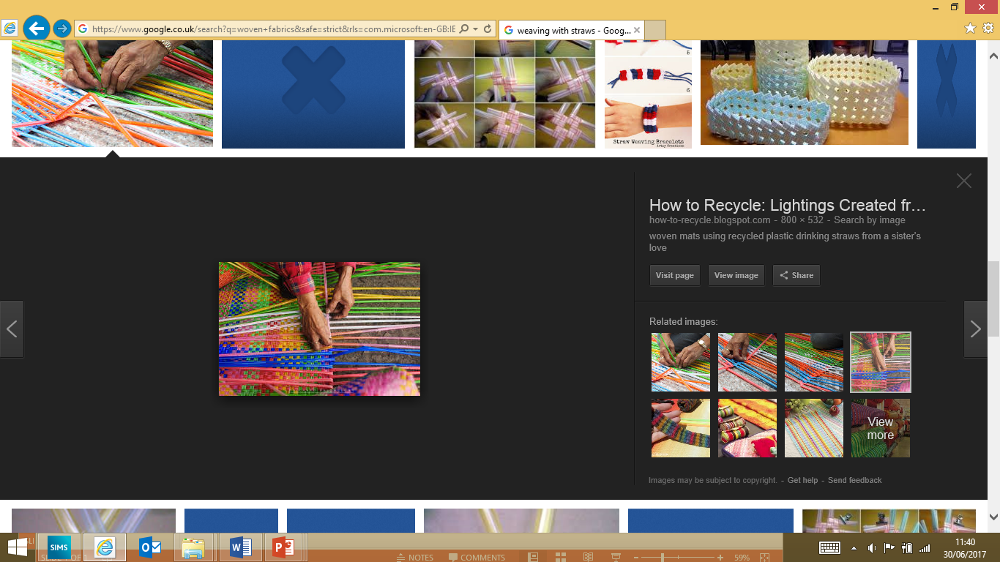 https://www.google.co.uk/search?q=woven+fabrics&safe=strict&rls=com.microsoft:en-GB:IE
weaving with straws - Goog...
5
6
Straw Weaving Bracelets
Artsy Creations
How to Recycle: Lightings Created fr…
how-to-recycle.blogspot.com - 800 × 532 - Search by image
woven mats using recycled plastic drinking straws from a sister's
love
Visit page
View image
Share
Related images:
View
more
Images may be subject to copyright. - Get help - Send feedback
SIMS
NOTES
COMMENTS
59%
11:40
30/06/2017